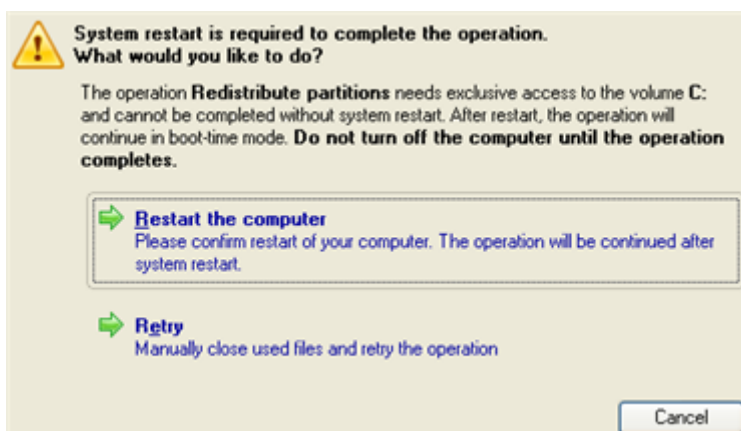 System restart is required to complete the operation.
What would you like to do?
The operation Redistribute partitions needs exclusive access to the volume C:
and cannot be completed without system restart. After restart, the operation will
continue in boot-time mode. Do not turn off the computer until the operation
completes.
Restart the computer
Please confirm restart of your computer. The operation will be continued after
system restart.
Retry
Manually close used files and retry the operation
Cancel